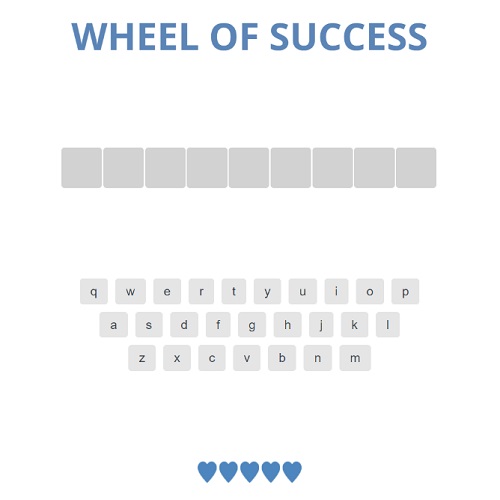 WHEEL OF SUCCESS
q w e r t y u i o p
a s d f g h j k l
z x c v b n m